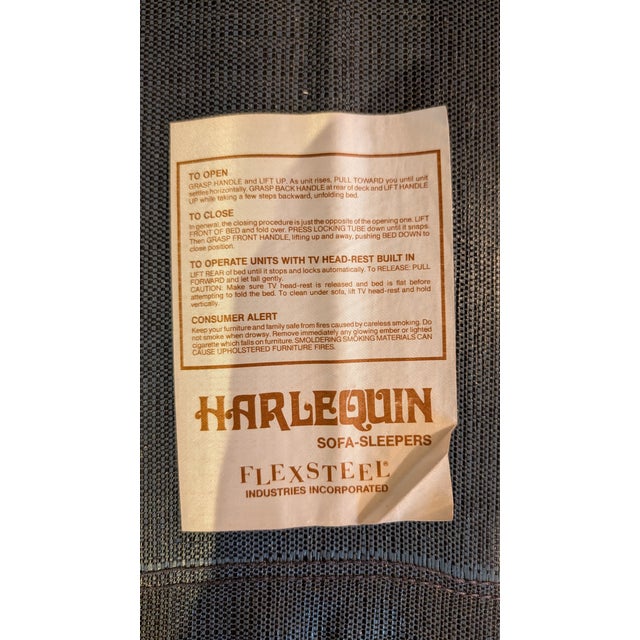 TO OPEN
GRASP HANDLE and LIFT UP. As unit rises, PULL TOWARD you until unit
settles horizontally. GRASP BACK HANDLE at rear of deck and LIFT HANDLE
UP while taking a few steps backward, unfolding bed.
TO CLOSE
In general, the closing procedure is just the opposite of the opening one. LIFT
FRONT OF BED and fold over. PRESS LOCKING TUBE down until it snaps.
Then GRASP FRONT HANDLE, lifting up and away, pushing BED DOWN to
close position.
TO OPERATE UNITS WITH TV HEAD-REST BUILT IN
LIFT REAR of bed until it stops and locks automatically. To RELEASE: PULL
FORWARD and let fall gently.
CAUTION: Make sure TV head-rest is released and bed is flat before
attempting to fold the bed. To clean under sofa, lift TV head-rest and hold
vertically.
CONSUMER ALERT
Keep your furniture and family safe from fires caused by careless smoking. Do
not smoke when drowsy. Remove immediately any glowing ember or lighted
cigarette which falls on furniture. SMOLDERING SMOKING MATERIALS CAN
CAUSE UPHOLSTERED FURNITURE FIRES.
HARLEQUIN
SOFA-SLEEPERS
FLEXSTEEL®
INDUSTRIES INCORPORATED